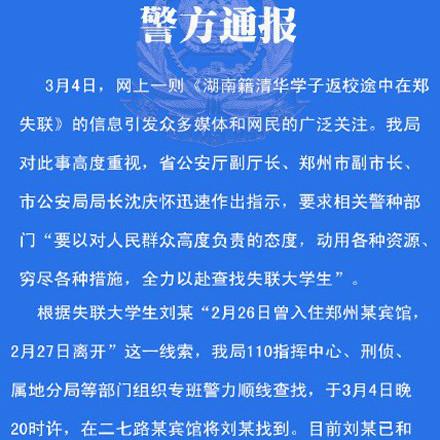 警方通报
3月4日，网上一则《湖南籍清华学子返校途中在郑
失联》的信息引发众多媒体和网民的广泛关注。我局
对此事高度重视，省公安厅副厅长、郑州市副市长、
市公安局局长沈庆怀迅速作出指示，要求相关警种部
门“要以对人民群众高度负责的态度，动用各种资源、
穷尽各种措施，全力以赴查找失联大学生”。
根据失联大学生刘某“2月26日曾入住郑州某宾馆，
2月27日离开”这一线索，我局110指挥中心、刑侦、
属地分局等部门组织专班警力顺线查找，于3月4日晚
20时许，在二七路某宾馆将刘某找到。目前刘某已和